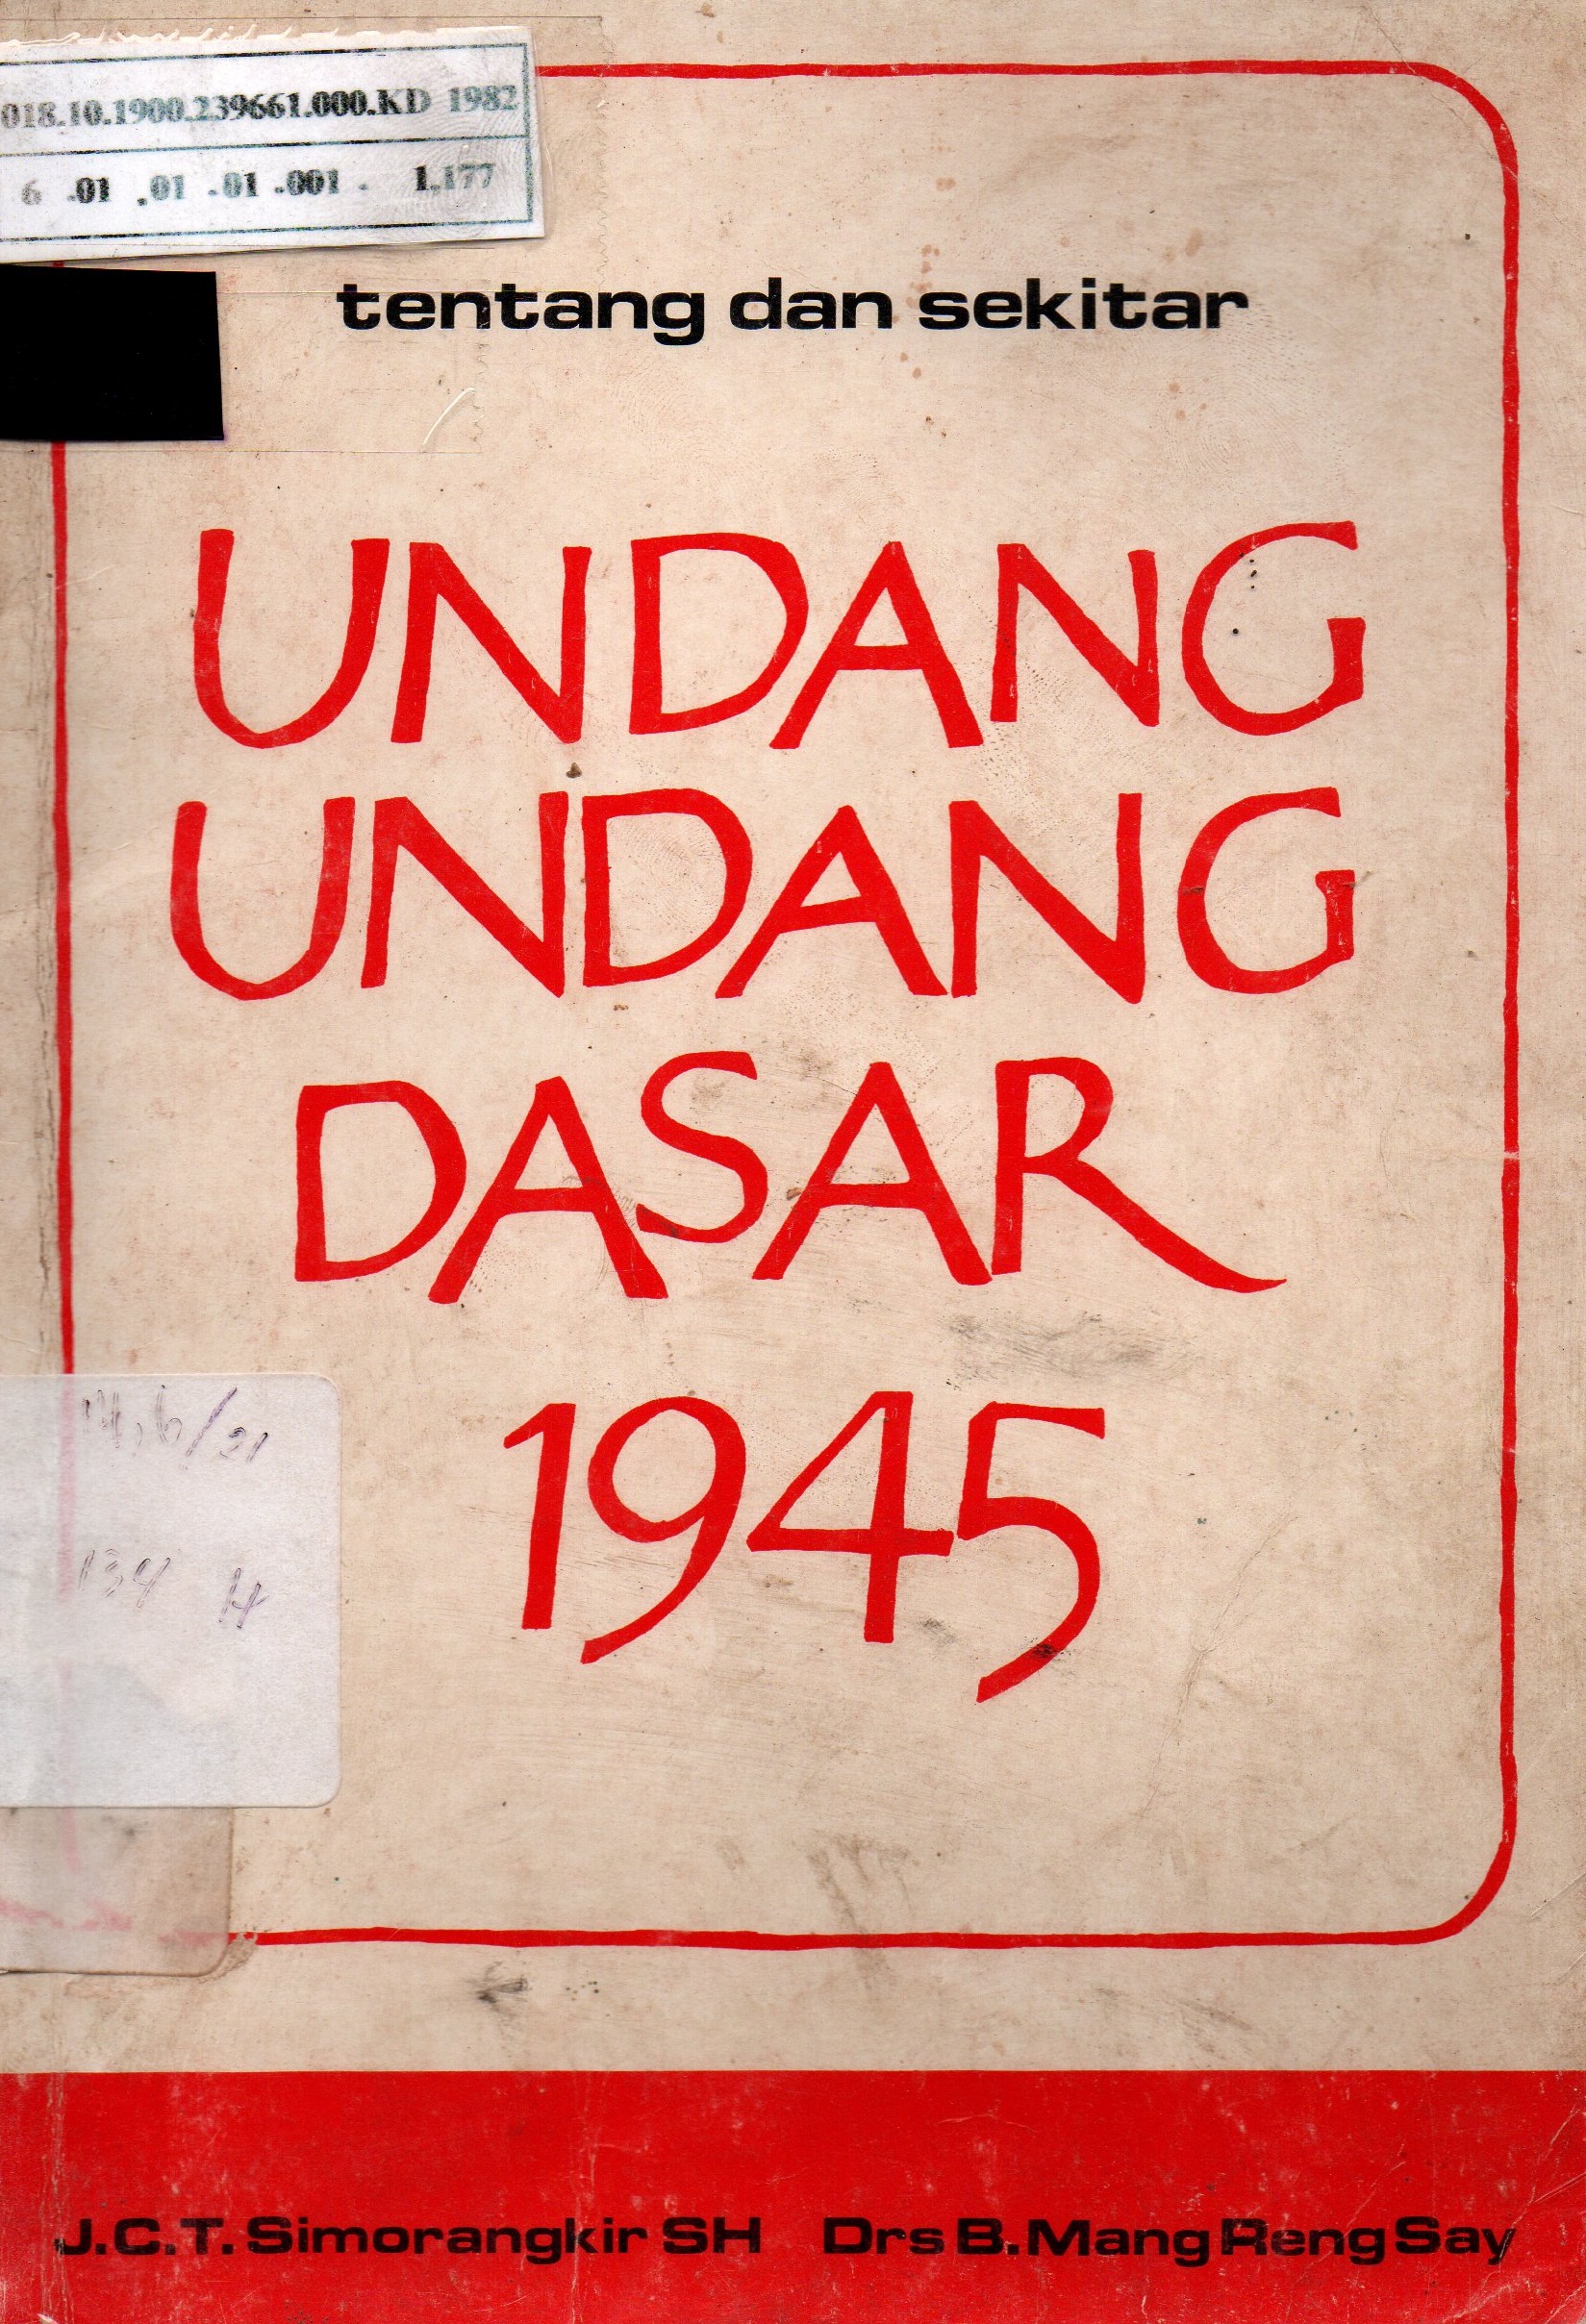 018.10.1900.239661.000.KD 1982
6 .01 .01 .01 .001 . 1.177
tentang dan sekitar
UNDANG
UNDANG
DASAR
1945
134 H
J.C.T. Simorangkir SH Drs B. Mang Reng Say